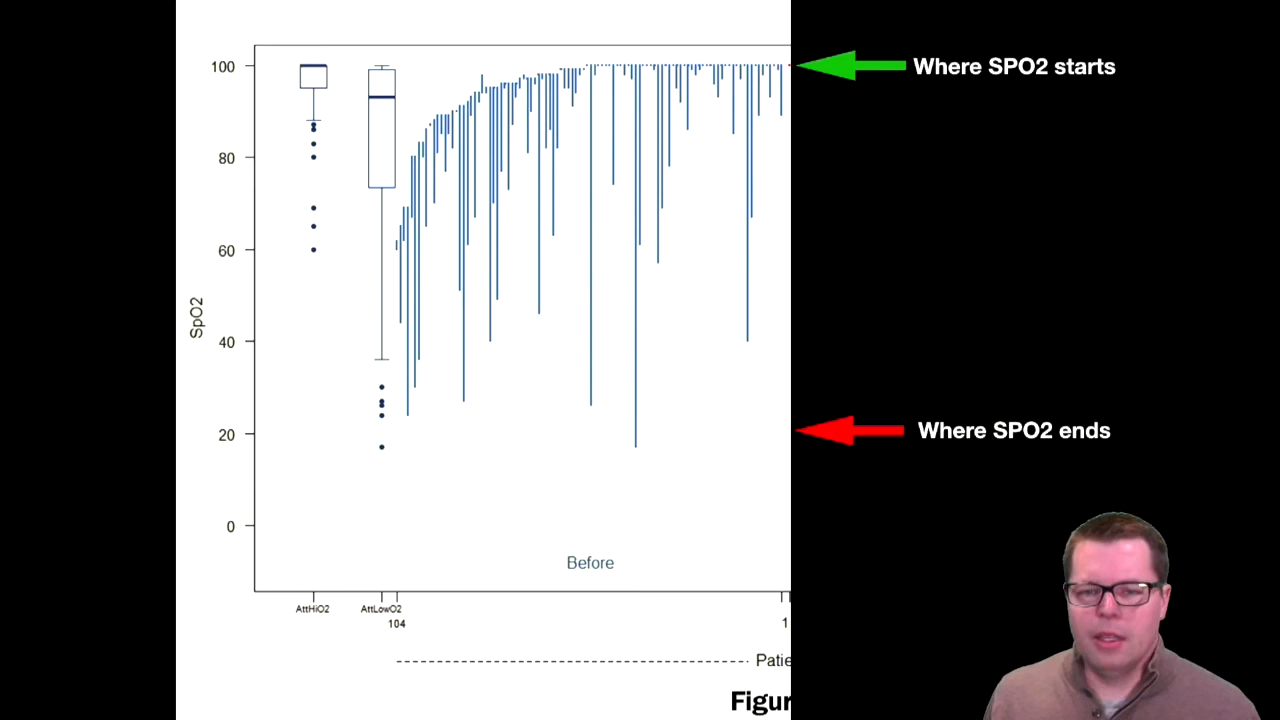 100
Where SPO2 starts
80
60
SpO2
40
Where SPO2 ends
20
0
Before
AttHiO2
AttLowO2
104
1
Patie
Figur